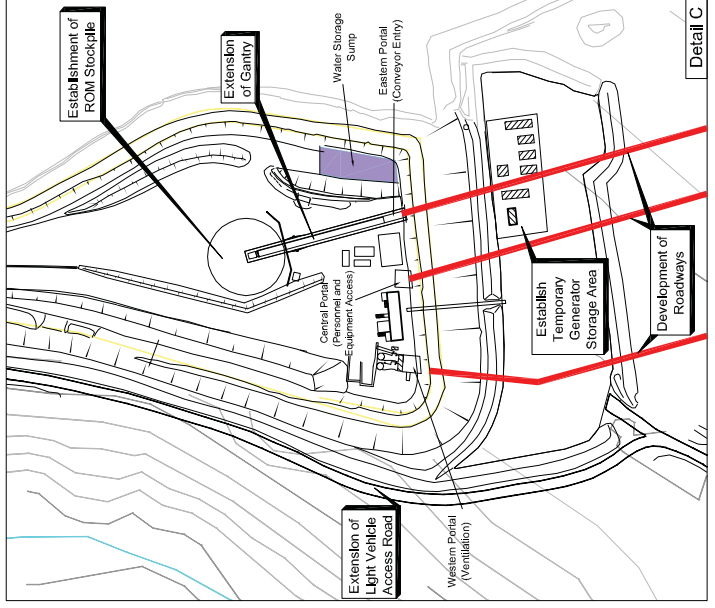 Establishment of
ROM Stockpile
Extension
of Gantry
Water Storage
Sump
Eastern Portal
(Conveyor Entry)
Central Portal
(Personnel and
Equipment Access)
Establish
Temporary
Generator
Storage Area
Development of
Roadways
Western Portal
(Ventilation)
Extension of
Light Vehicle
Access Road
Detail C